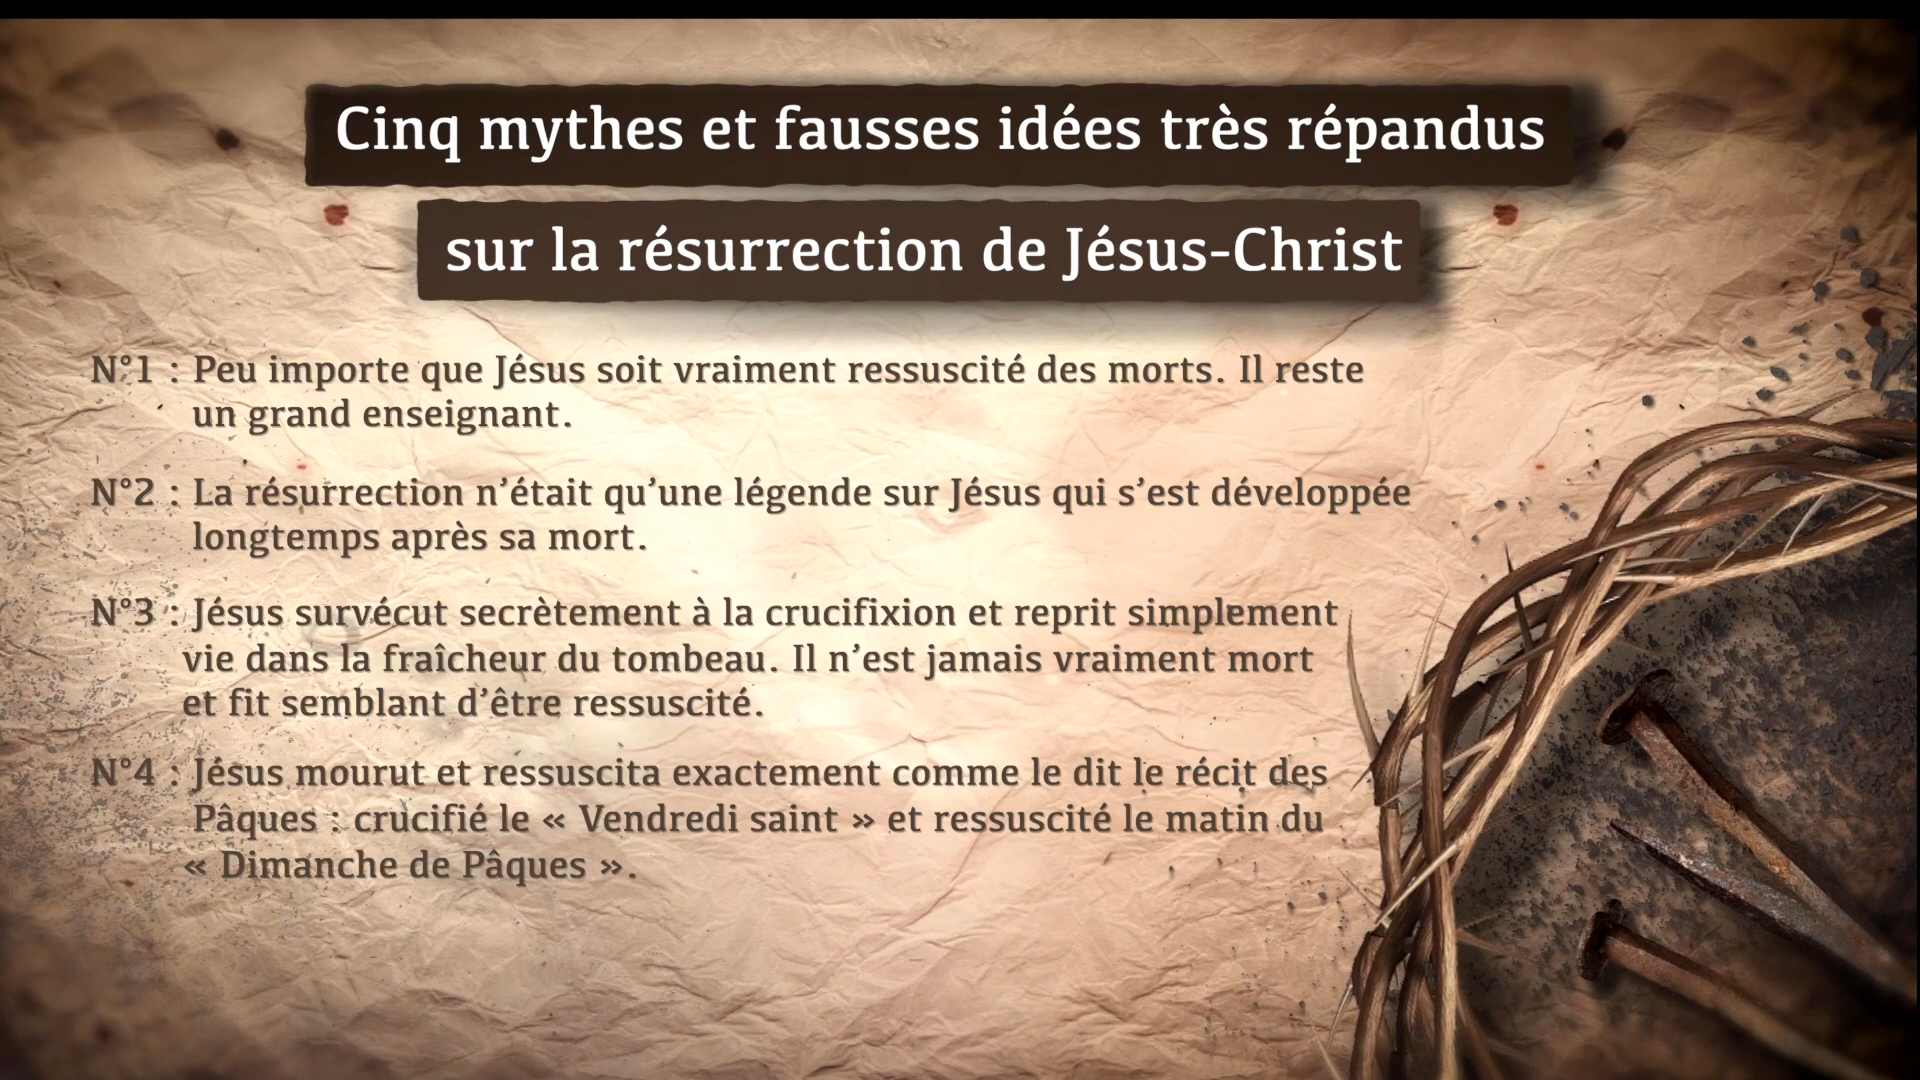 Cinq mythes et fausses idées très répandus
sur la résurrection de Jésus-Christ
N°1 : Peu importe que Jésus soit vraiment ressuscité des morts. Il reste
un grand enseignant.
N°2 : La résurrection n’était qu’une légende sur Jésus qui s’est développée
longtemps après sa mort.
N°3 : Jésus survécut secrètement à la crucifixion et reprit simplement
vie dans la fraîcheur du tombeau. Il n’est jamais vraiment mort
et fit semblant d’être ressuscité.
N°4 : Jésus mourut et ressuscita exactement comme le dit le récit des
Pâques : crucifié le « Vendredi saint » et ressuscité le matin du
« Dimanche de Pâques ».